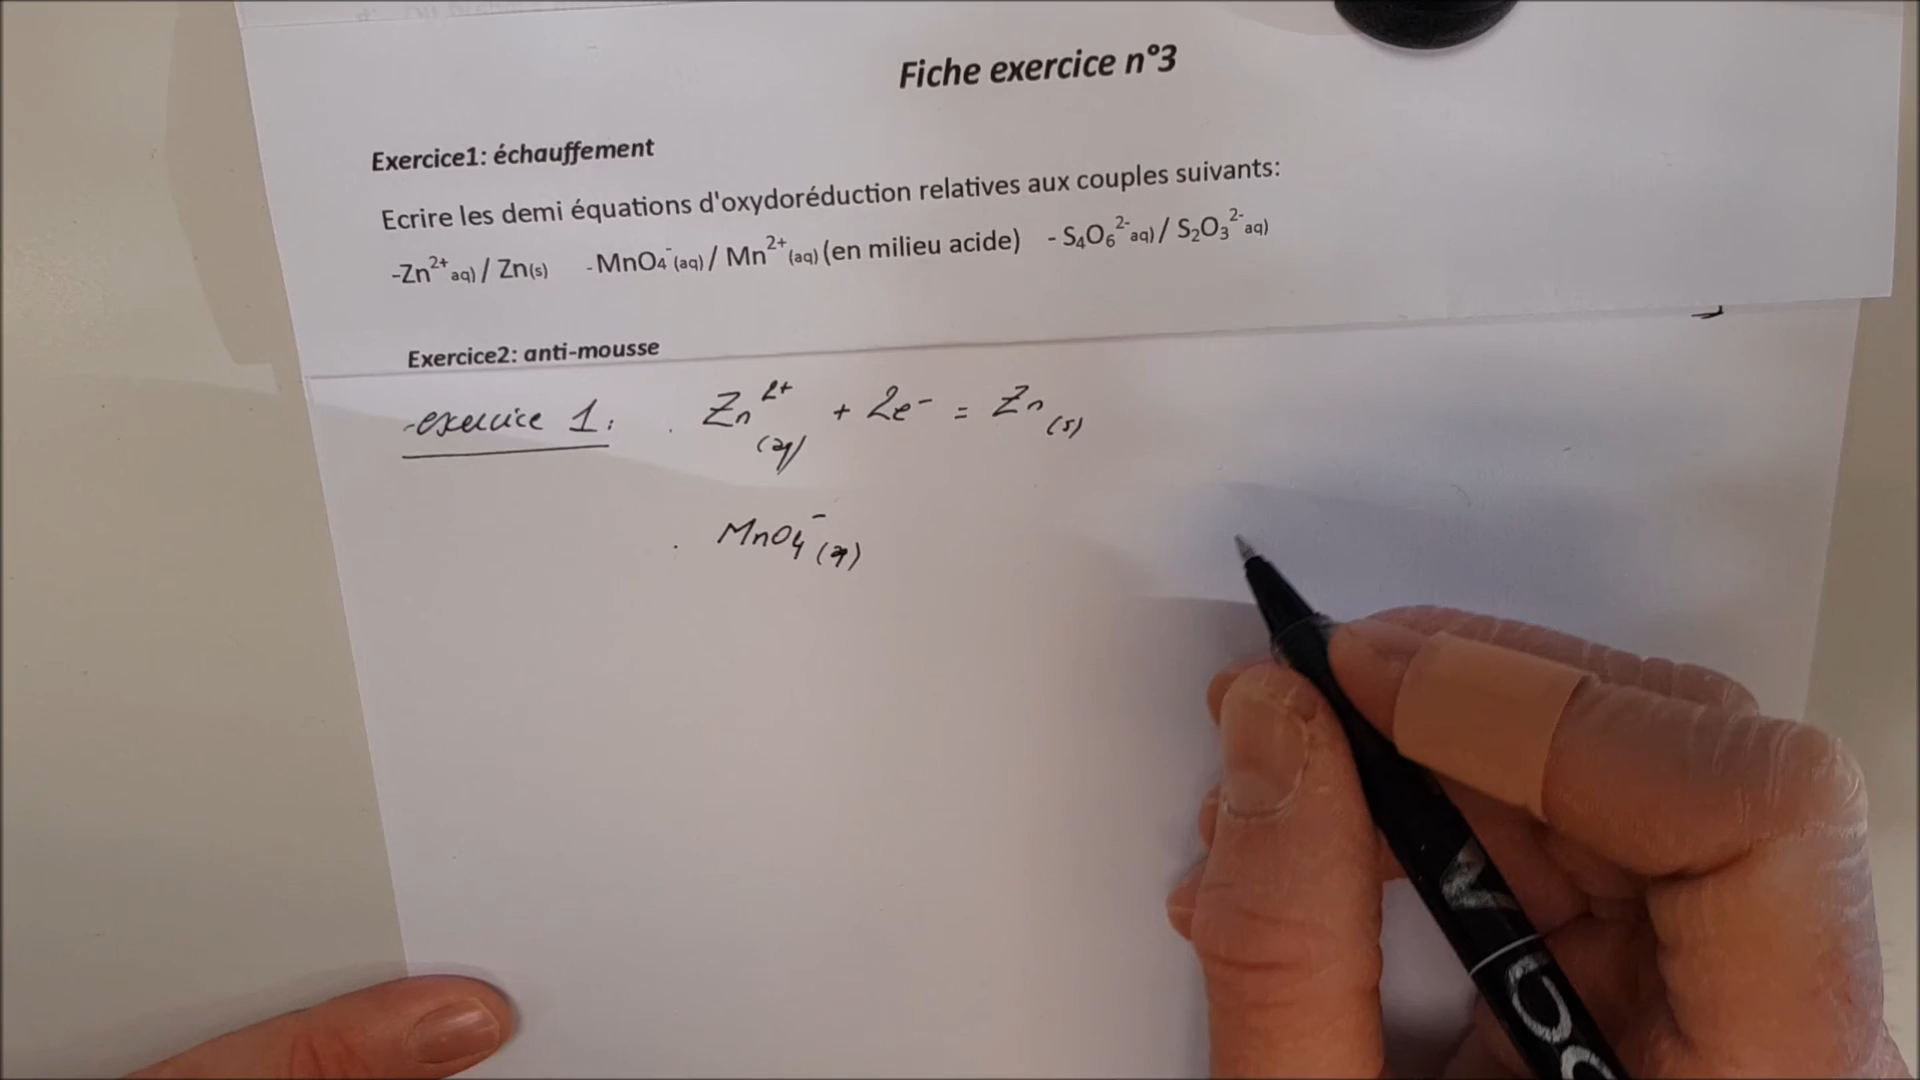 Fiche exercice n°3
Exercice1: échauffement
Ecrire les demi équations d'oxydoréduction relatives aux couples suivants:
-Zn²⁺aq) / Zn(s) - MnO₄⁻(aq) / Mn²⁺(aq) (en milieu acide) - S₄O₆²⁻aq) / S₂O₃²⁻aq)
Exercice2: anti-mousse
-exercice 1: . Zn²⁺(aq) + 2e⁻ = Zn(s)
. MnO₄⁻(aq)